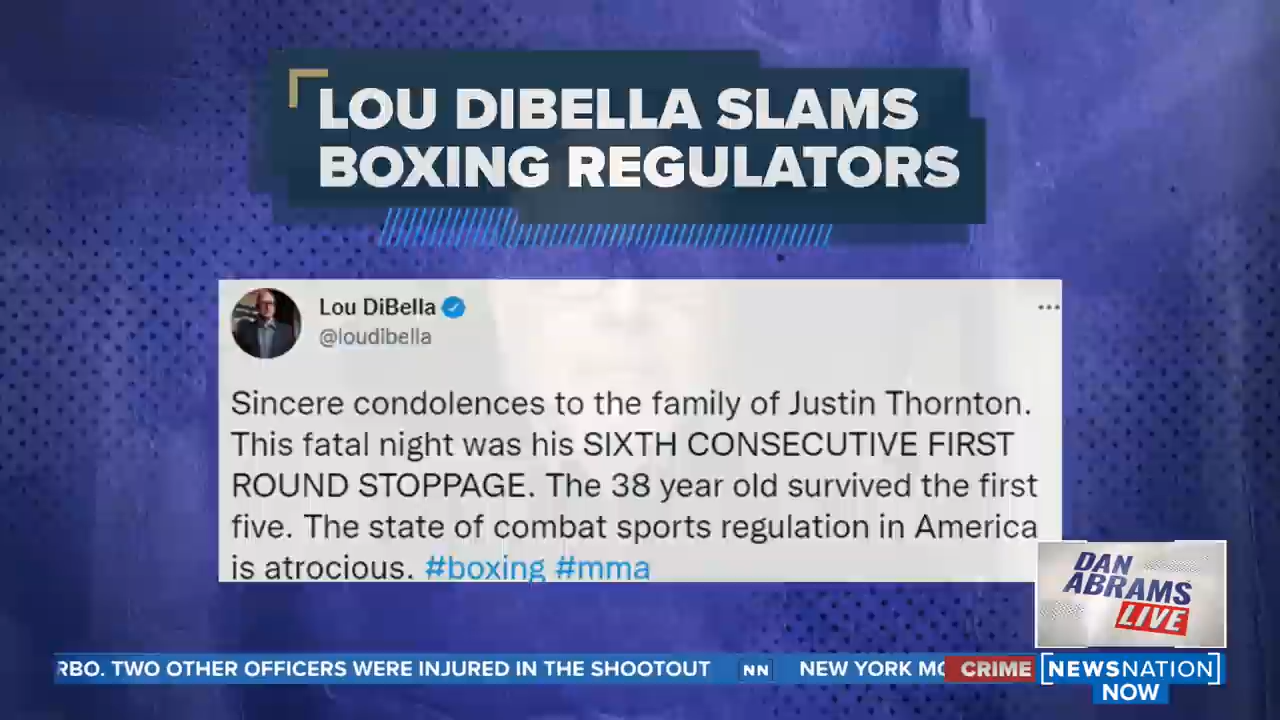 LOU DIBELLA SLAMS
BOXING REGULATORS
Lou DiBella
@loudibella
Sincere condolences to the family of Justin Thornton.
This fatal night was his SIXTH CONSECUTIVE FIRST
ROUND STOPPAGE. The 38 year old survived the first
five. The state of combat sports regulation in America
is atrocious. #boxing #mma
DAN
ABRAMS
LIVE
RBO. TWO OTHER OFFICERS WERE INJURED IN THE SHOOTOUT NN NEW YORK MO CRIME
NEWSNATION
NOW